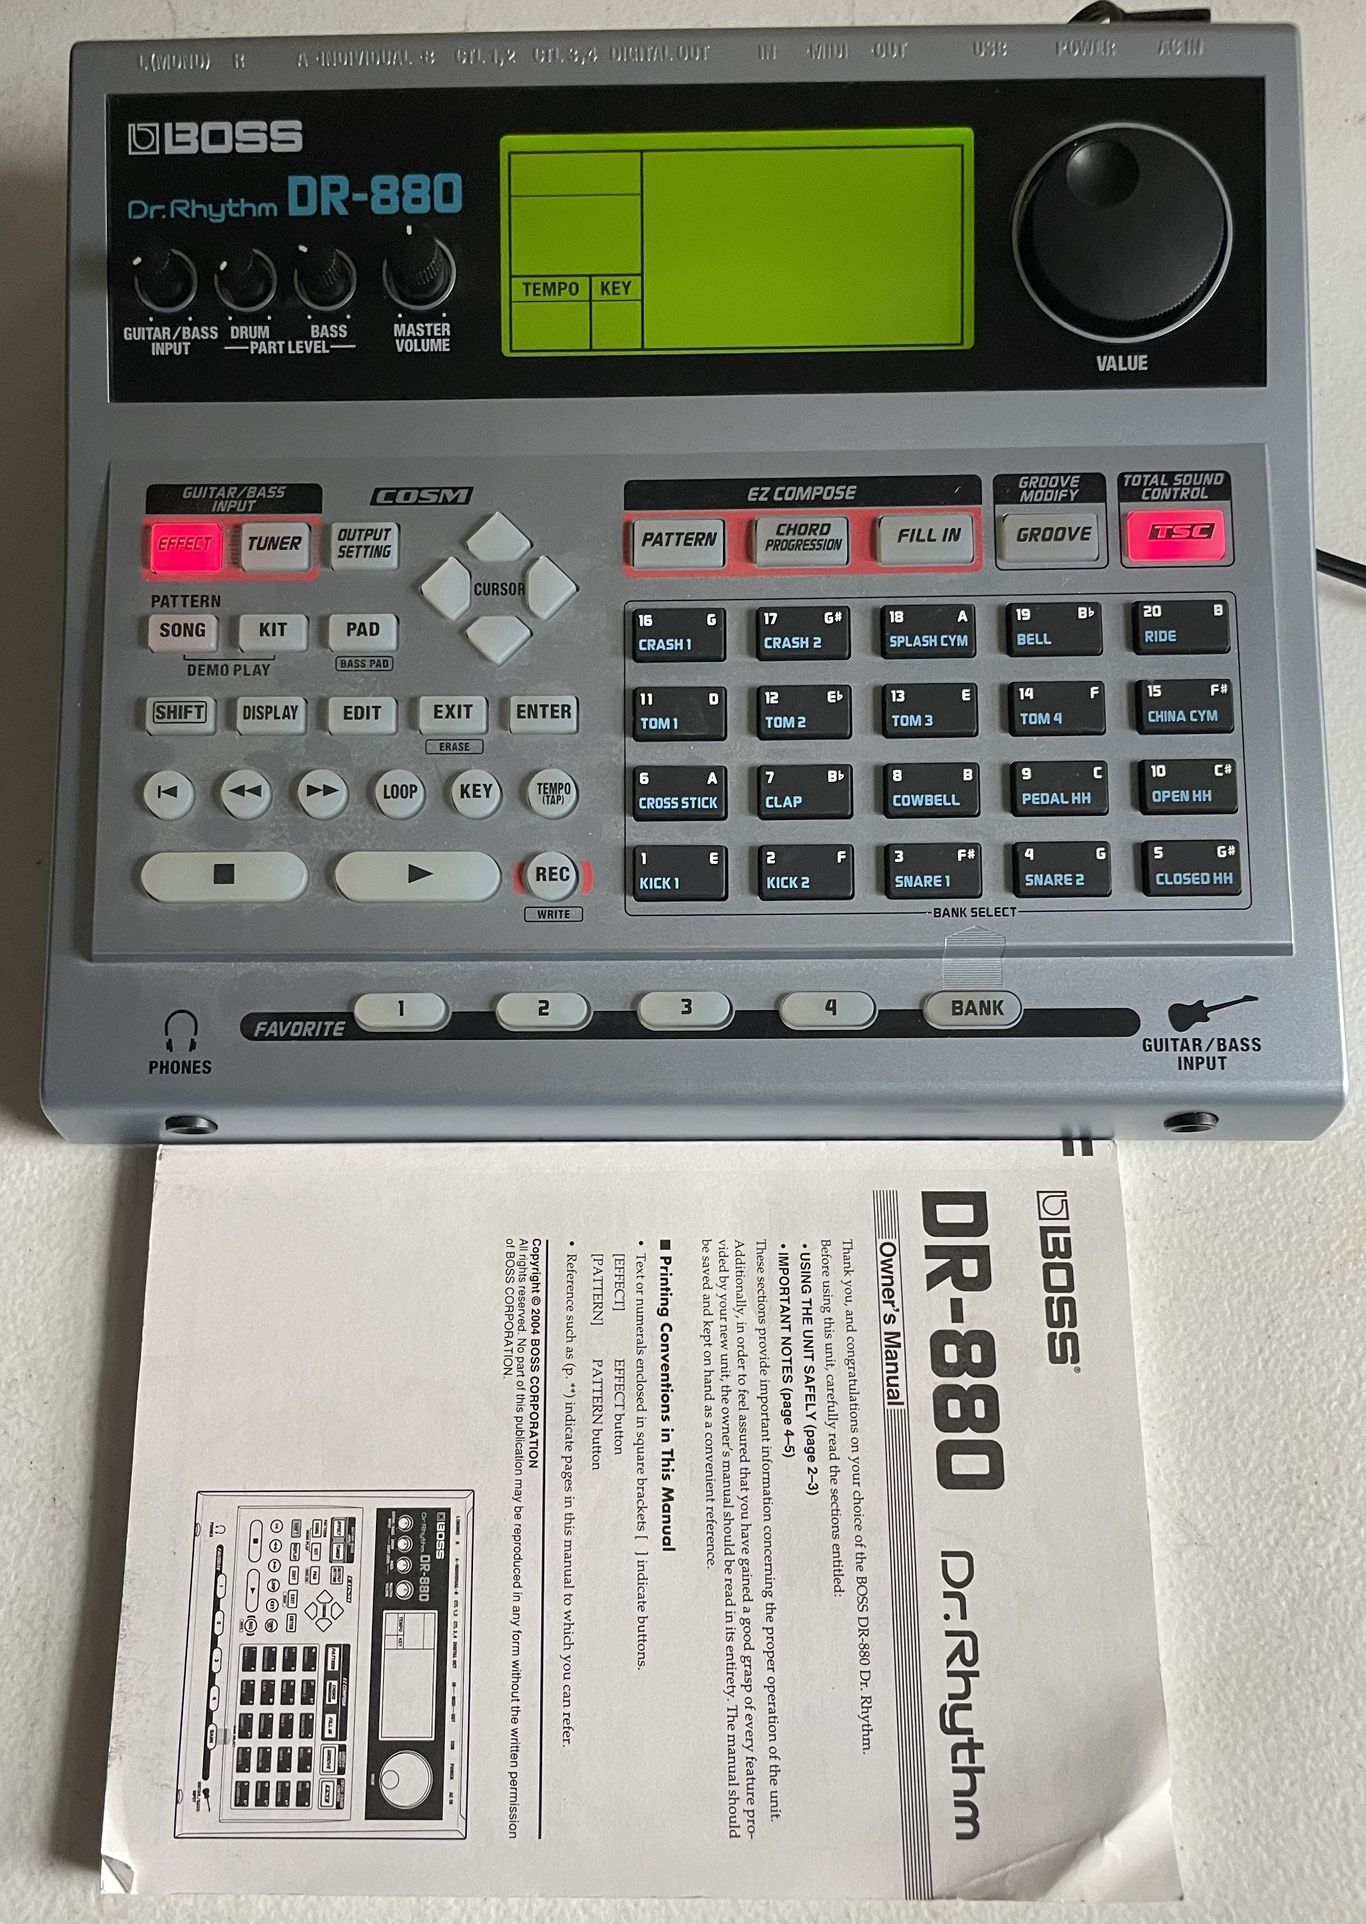 L(MONO) R A-INDIVIDUAL-B CTL 1,2 CTL 3,4 DIGITAL OUT IN -MIDI- OUT USB POWER AC IN
BOSS
Dr.Rhythm DR-880
GUITAR/BASS INPUT
DRUM
BASS
PART LEVEL
MASTER VOLUME
TEMPO KEY
VALUE
GUITAR/BASS INPUT
COSM
EFFECT
TUNER
OUTPUT SETTING
CURSOR
PATTERN
SONG
KIT
PAD
DEMO PLAY
BASS PAD
SHIFT
DISPLAY
EDIT
EXIT
ENTER
ERASE
LOOP
KEY
TEMPO (TAP)
REC
WRITE
EZ COMPOSE
GROOVE MODIFY
TOTAL SOUND CONTROL
PATTERN
CHORD PROGRESSION
FILL IN
GROOVE
TSC
16 G CRASH 1
17 G# CRASH 2
18 A SPLASH CYM
19 B♭ BELL
20 B RIDE
11 D TOM 1
12 E♭ TOM 2
13 E TOM 3
14 F TOM 4
15 F# CHINA CYM
6 A CROSS STICK
7 B♭ CLAP
8 B COWBELL
9 C PEDAL HH
10 C# OPEN HH
1 E KICK 1
2 F KICK 2
3 F# SNARE 1
4 G SNARE 2
5 G# CLOSED HH
BANK SELECT
PHONES
FAVORITE
1
2
3
4
BANK
GUITAR/BASS INPUT
BOSS®
DR-880 Dr.Rhythm
Owner's Manual
Thank you, and congratulations on your choice of the BOSS DR-880 Dr. Rhythm.
Before using this unit, carefully read the sections entitled:
• USING THE UNIT SAFELY (page 2–3)
• IMPORTANT NOTES (page 4–5)
These sections provide important information concerning the proper operation of the unit.
Additionally, in order to feel assured that you have gained a good grasp of every feature pro-
vided by your new unit, the owner's manual should be read in its entirety. The manual should
be saved and kept on hand as a convenient reference.
■ Printing Conventions in This Manual
• Text or numerals enclosed in square brackets [ ] indicate buttons.
[EFFECT] EFFECT button
[PATTERN] PATTERN button
• Reference such as (p. **) indicate pages in this manual to which you can refer.
Copyright © 2004 BOSS CORPORATION
All rights reserved. No part of this publication may be reproduced in any form without the written permission
of BOSS CORPORATION.
BOSS
Dr.Rhythm DR-880